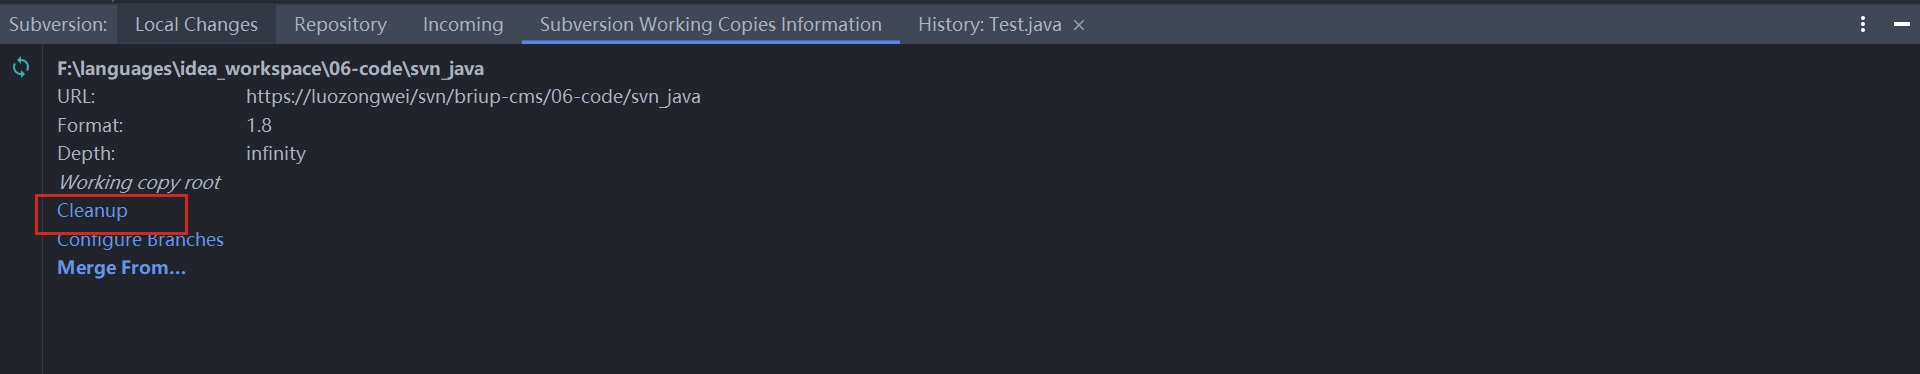 Subversion: Local Changes Repository Incoming Subversion Working Copies Information History: Test.java ×
F:\languages\idea_workspace\06-code\svn_java
URL: https://luozongwei/svn/briup-cms/06-code/svn_java
Format: 1.8
Depth: infinity
Working copy root
Cleanup
Configure Branches
Merge From...